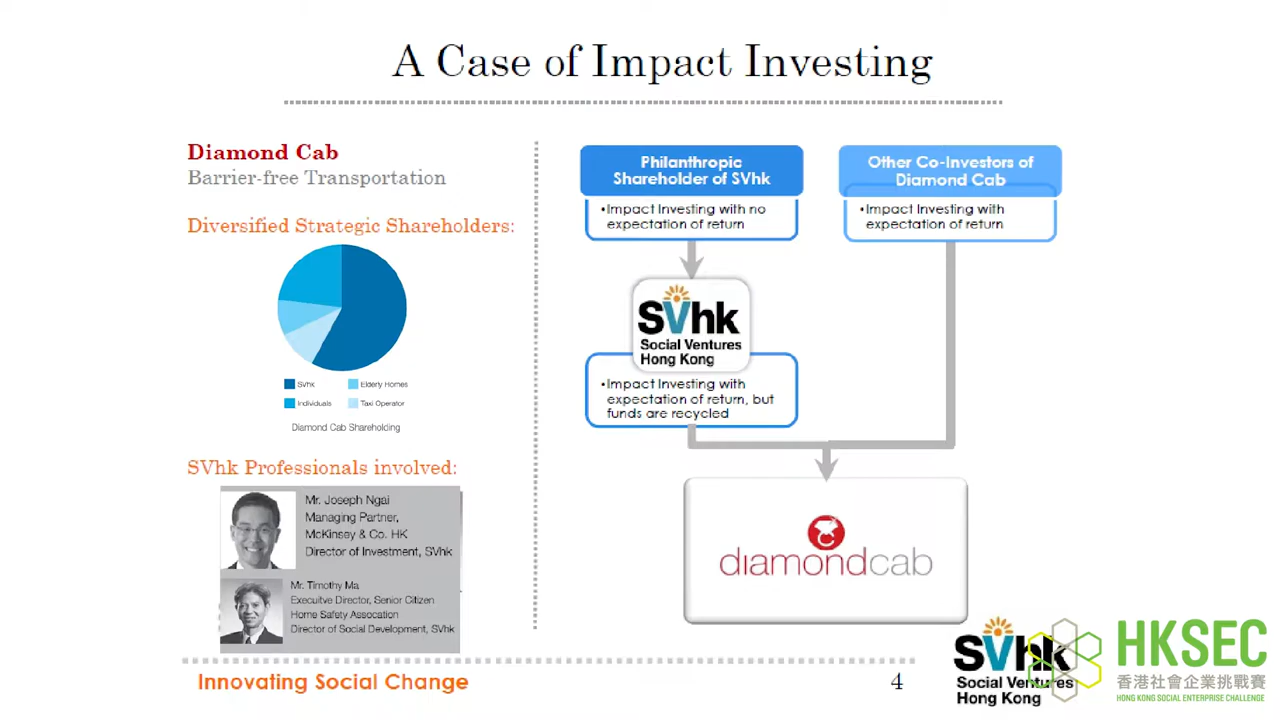 A Case of Impact Investing
Diamond Cab
Barrier-free Transportation
Diversified Strategic Shareholders:
SVhk
Elderly Homes
Individuals
Taxi Operator
Diamond Cab Shareholding
SVhk Professionals involved:
Mr. Joseph Ngai
Managing Partner,
McKinsey & Co. HK
Director of Investment, SVhk
Mr. Timothy Ma
Executive Director, Senior Citizen
Home Safety Assocation
Director of Social Development, SVhk
Philanthropic
Shareholder of SVhk
•Impact Investing with no
expectation of return
Other Co-Investors of
Diamond Cab
•Impact Investing with
expectation of return
SVhk
Social Ventures
Hong Kong
•Impact Investing with
expectation of return, but
funds are recycled
diamondcab
Innovating Social Change
4
SVhk
Social Ventures
Hong Kong
HKSEC
香港社會企業挑戰賽
HONG KONG SOCIAL ENTERPRISE CHALLENGE